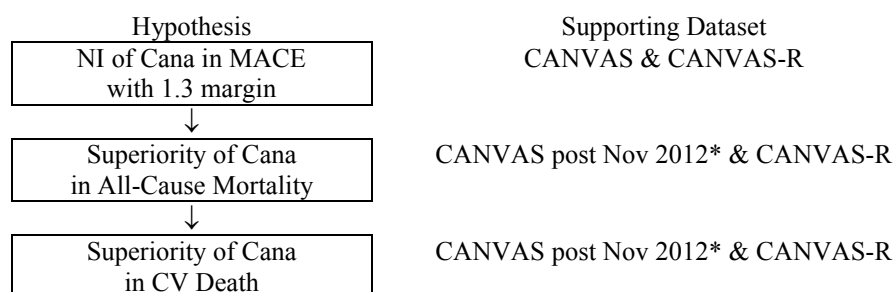 Hypothesis Supporting Dataset
NI of Cana in MACE CANVAS & CANVAS-R
with 1.3 margin
↓
Superiority of Cana CANVAS post Nov 2012* & CANVAS-R
in All-Cause Mortality
↓
Superiority of Cana CANVAS post Nov 2012* & CANVAS-R
in CV Death